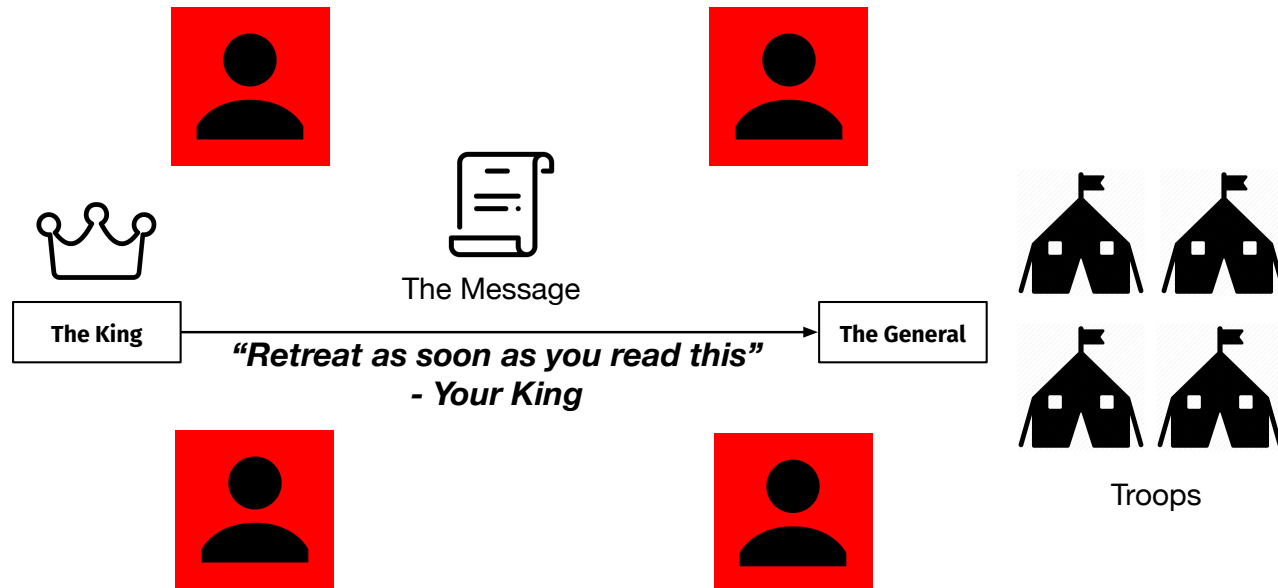 The Message
The King
The General
“Retreat as soon as you read this”
- Your King
Troops